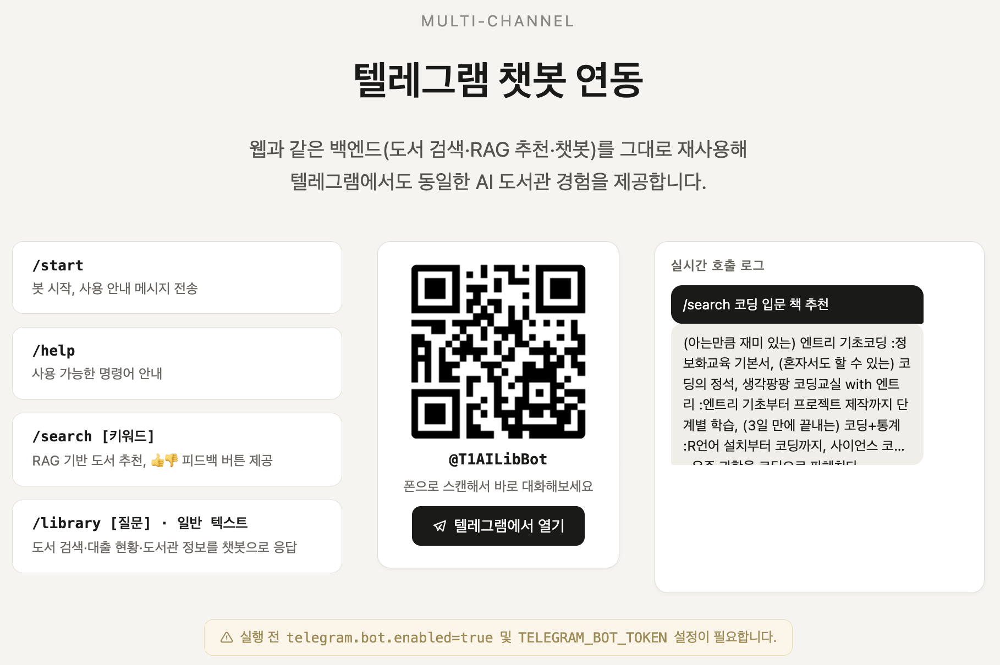 MULTI-CHANNEL
텔레그램 챗봇 연동
웹과 같은 백엔드(도서 검색·RAG 추천·챗봇)를 그대로 재사용해
텔레그램에서도 동일한 AI 도서관 경험을 제공합니다.
/start
봇 시작, 사용 안내 메시지 전송
/help
사용 가능한 명령어 안내
/search [키워드]
RAG 기반 도서 추천, 👍👎 피드백 버튼 제공
/library [질문] · 일반 텍스트
도서 검색·대출 현황·도서관 정보를 챗봇으로 응답
@T1AILibBot
폰으로 스캔해서 바로 대화해보세요
텔레그램에서 열기
실시간 호출 로그
/search 코딩 입문 책 추천
(아는만큼 재미 있는) 엔트리 기초코딩 :정
보화교육 기본서, (혼자서도 할 수 있는) 코
딩의 정석, 생각팡팡 코딩교실 with 엔트
리 :엔트리 기초부터 프로젝트 제작까지 단
계별 학습, (3일 만에 끝내는) 코딩+통계
:R언어 설치부터 코딩까지, 사이언스 코...
실행 전 telegram.bot.enabled=true 및 TELEGRAM_BOT_TOKEN 설정이 필요합니다.